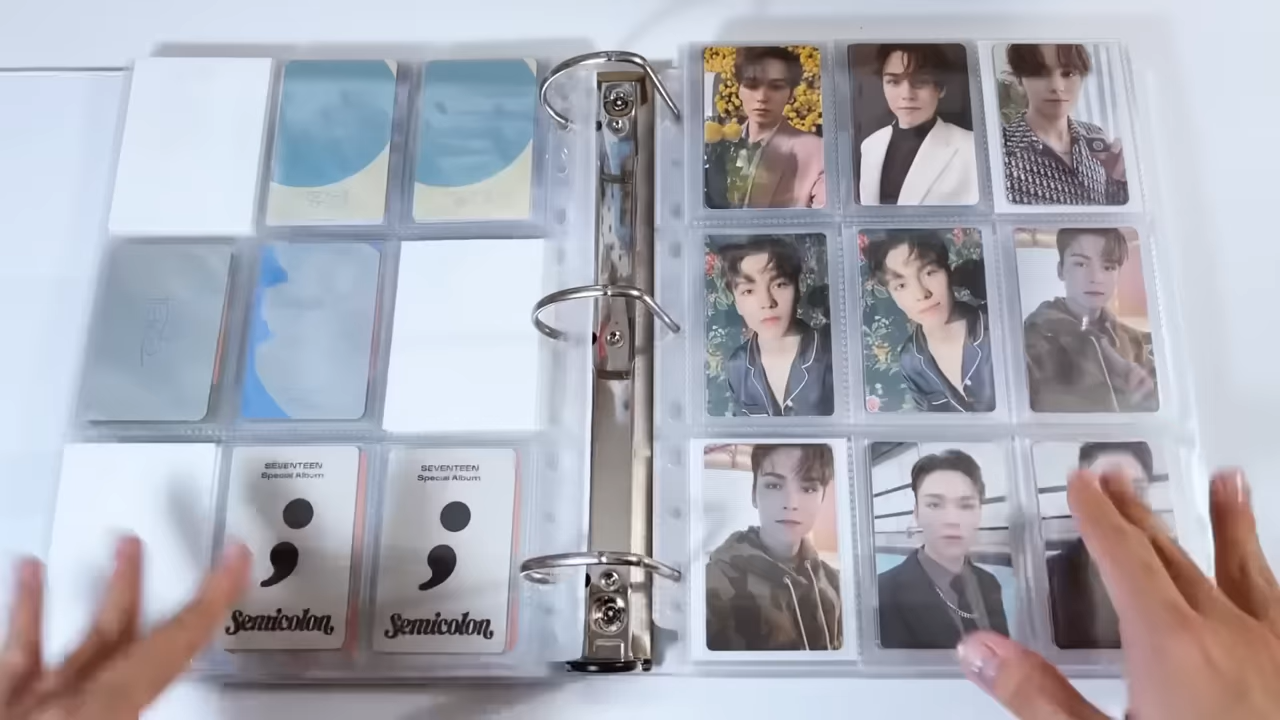 SEVENTEEN
Special Album
;
Semicolon
SEVENTEEN
Special Album
;
Semicolon